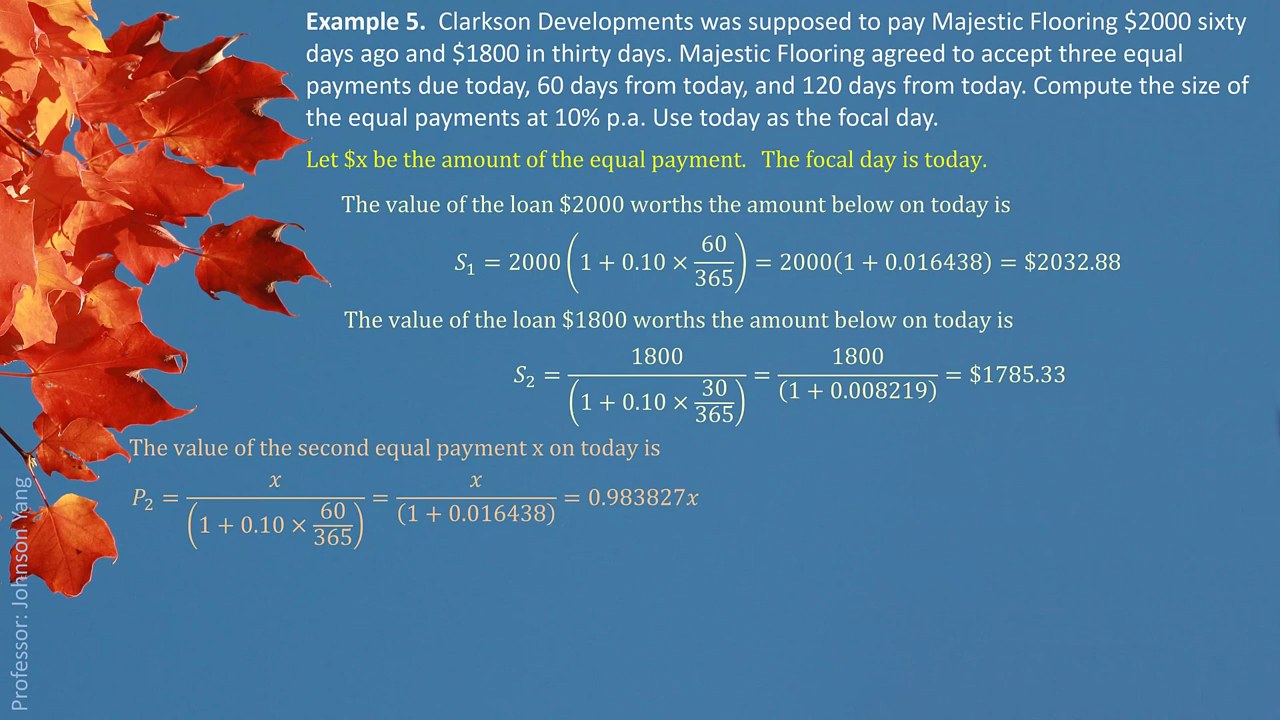 Example 5. Clarkson Developments was supposed to pay Majestic Flooring $2000 sixty
days ago and $1800 in thirty days. Majestic Flooring agreed to accept three equal
payments due today, 60 days from today, and 120 days from today. Compute the size of
the equal payments at 10% p.a. Use today as the focal day.
Let $x be the amount of the equal payment. The focal day is today.
The value of the loan $2000 worths the amount below on today is
S₁ = 2000(1 + 0.10 × 60/365) = 2000(1 + 0.016438) = $2032.88
The value of the loan $1800 worths the amount below on today is
S₂ = 1800/(1 + 0.10 × 30/365) = 1800/(1 + 0.008219) = $1785.33
The value of the second equal payment x on today is
P₂ = x/(1 + 0.10 × 60/365) = x/(1 + 0.016438) = 0.983827x
Professor: Johnson Yang